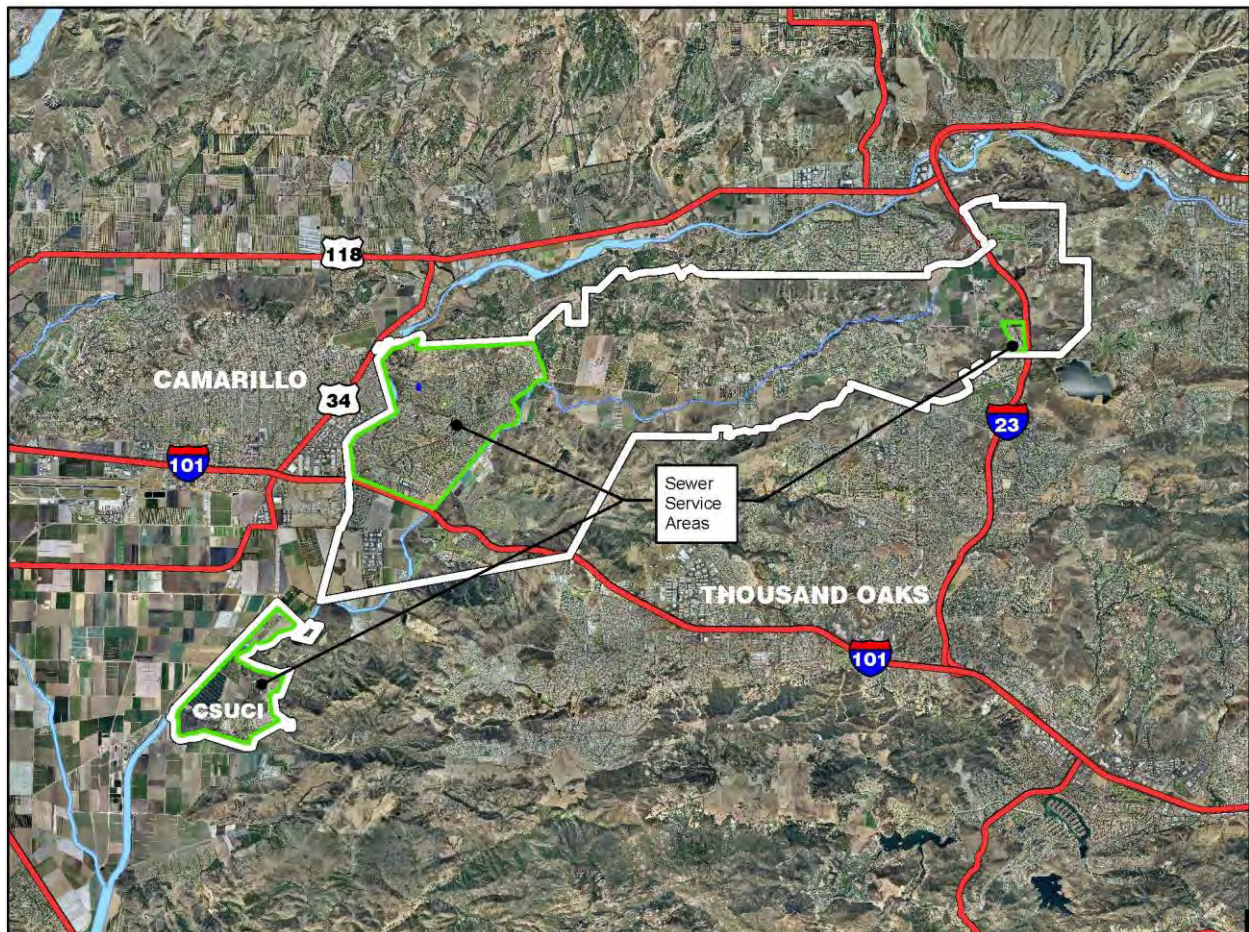 118
CAMARILLO
34
23
101
Sewer
Service
Areas
THOUSAND OAKS
101
CSUCI